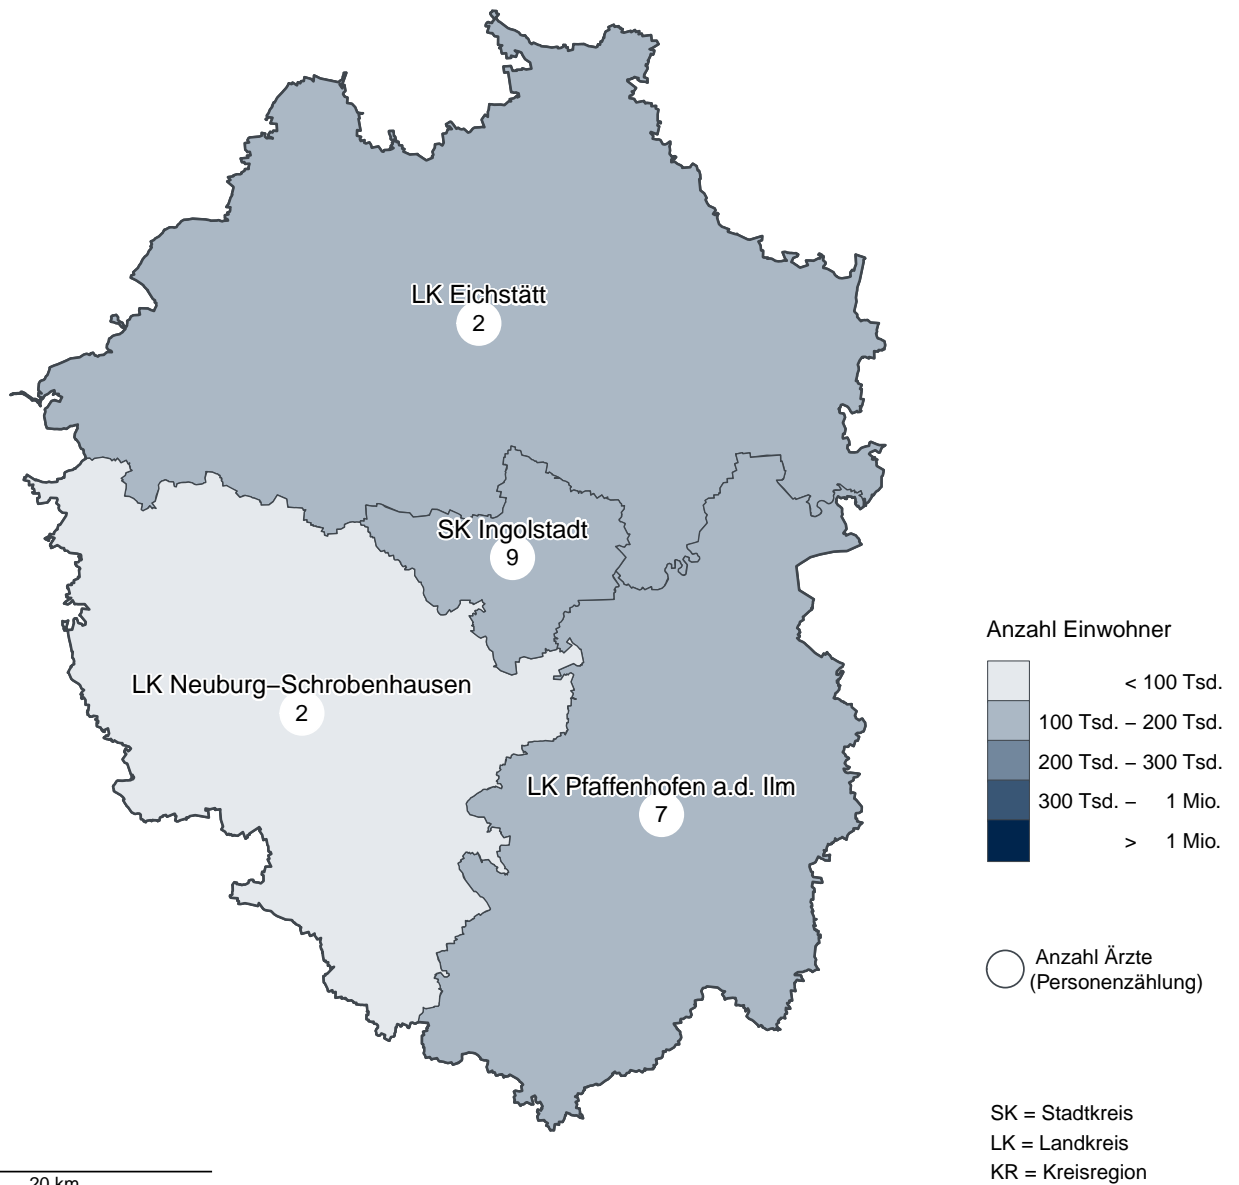 LK Eichstätt
2
SK Ingolstadt
9
LK Neuburg–Schrobenhausen
2
LK Pfaffenhofen a.d. Ilm
7
Anzahl Einwohner
< 100 Tsd.
100 Tsd. – 200 Tsd.
200 Tsd. – 300 Tsd.
300 Tsd. – 1 Mio.
> 1 Mio.
Anzahl Ärzte
(Personenzählung)
SK = Stadtkreis
LK = Landkreis
KR = Kreisregion
20 km